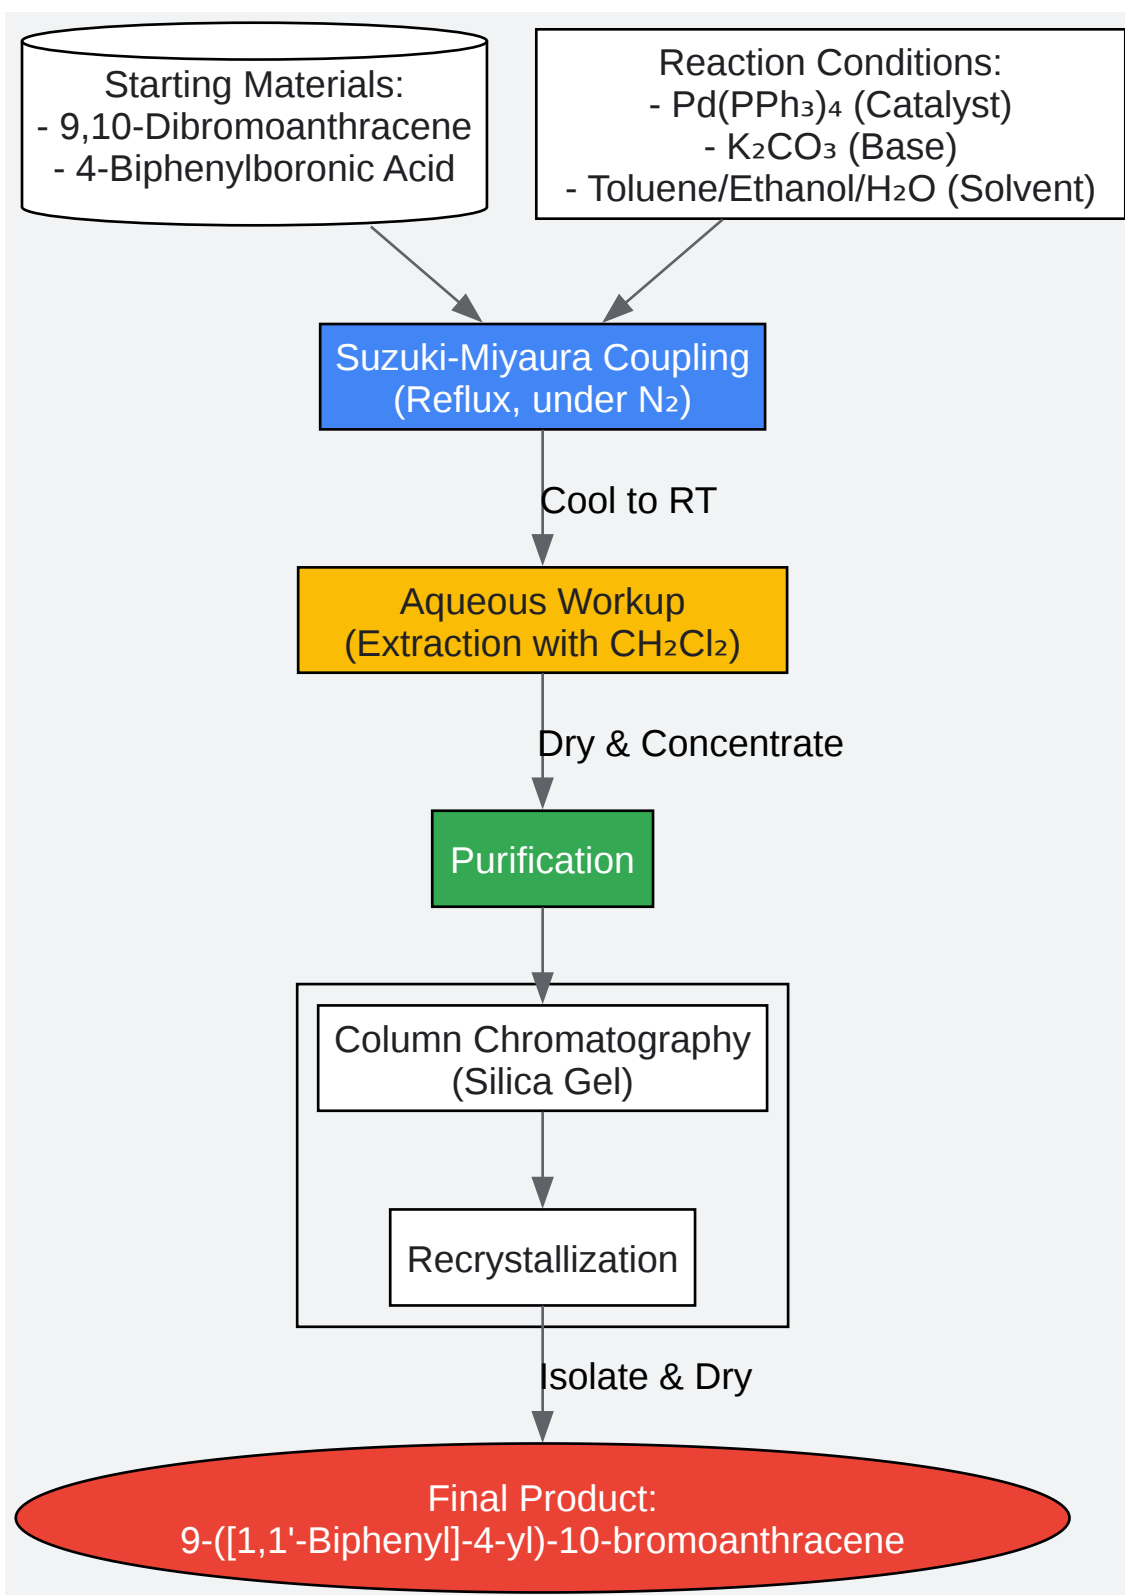 Starting Materials:
- 9,10-Dibromoanthracene
- 4-Biphenylboronic Acid
Reaction Conditions:
- Pd(PPh₃)₄ (Catalyst)
- K₂CO₃ (Base)
- Toluene/Ethanol/H₂O (Solvent)
Suzuki-Miyaura Coupling
(Reflux, under N₂)
Cool to RT
Aqueous Workup
(Extraction with CH₂Cl₂)
Dry & Concentrate
Purification
Column Chromatography
(Silica Gel)
Recrystallization
Isolate & Dry
Final Product:
9-([1,1'-Biphenyl]-4-yl)-10-bromoanthracene